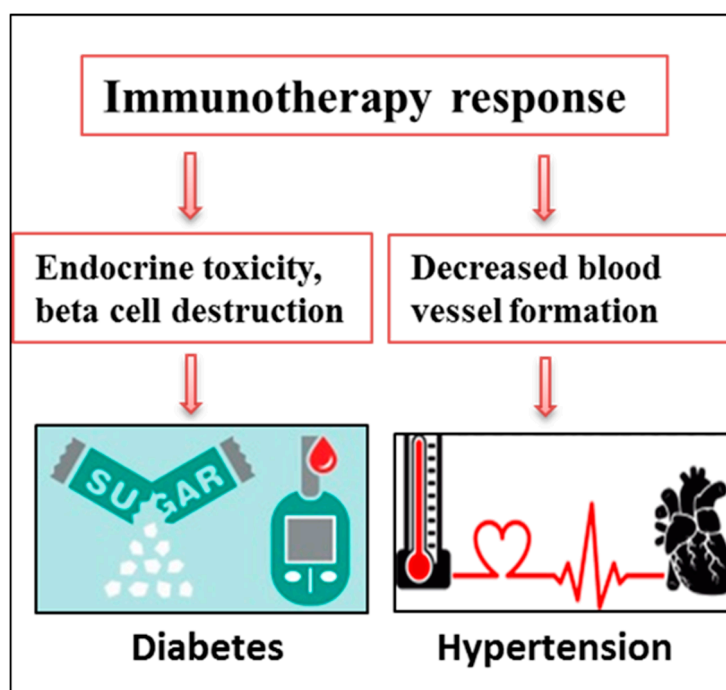 Immunotherapy response
Endocrine toxicity,
beta cell destruction
Decreased blood
vessel formation
SUGAR
Diabetes
Hypertension